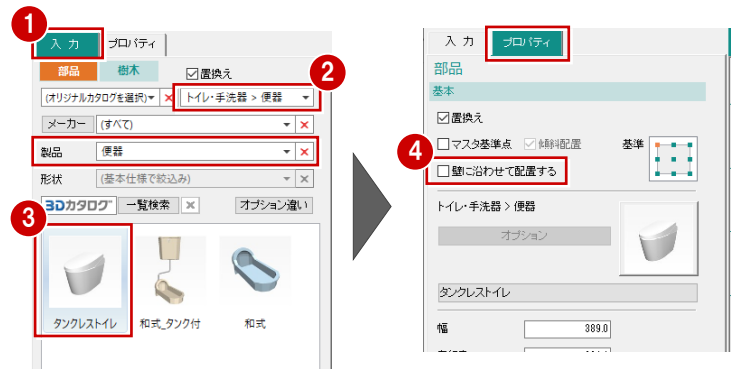 1
入 力 プロパティ
部品 樹木 置換え
2
(オリジナルカタログを選択) トイレ・手洗器 > 便器
メーカー (すべて)
製品 便器
形状 (基本仕様で絞込み)
3Dカタログ 一覧検索 オプション違い
3
タンクレストイル 和式_タンク付 和式
入 力 プロパティ
部品
基本
置換え
マスタ基準点 傾斜配置 基準
4
壁に沿わせて配置する
トイレ・手洗器 > 便器
オプション
タンクレストイル
幅 389.0